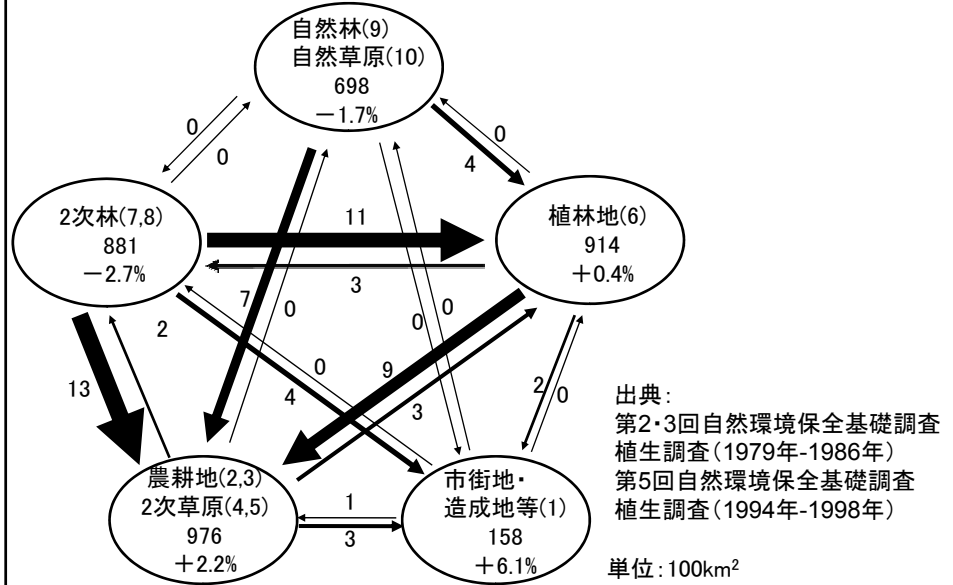 自然林(9)
自然草原(10)
698
－1.7%
0
0
0
4
2次林(7,8)
881
－2.7%
11
植林地(6)
914
＋0.4%
3
7
0
0
0
2
0
9
13
4
3
2
0
農耕地(2,3)
2次草原(4,5)
976
＋2.2%
1
3
市街地・
造成地等(1)
158
＋6.1%
出典：
第2・3回自然環境保全基礎調査
植生調査（1979年-1986年）
第5回自然環境保全基礎調査
植生調査（1994年-1998年）
単位：100km²